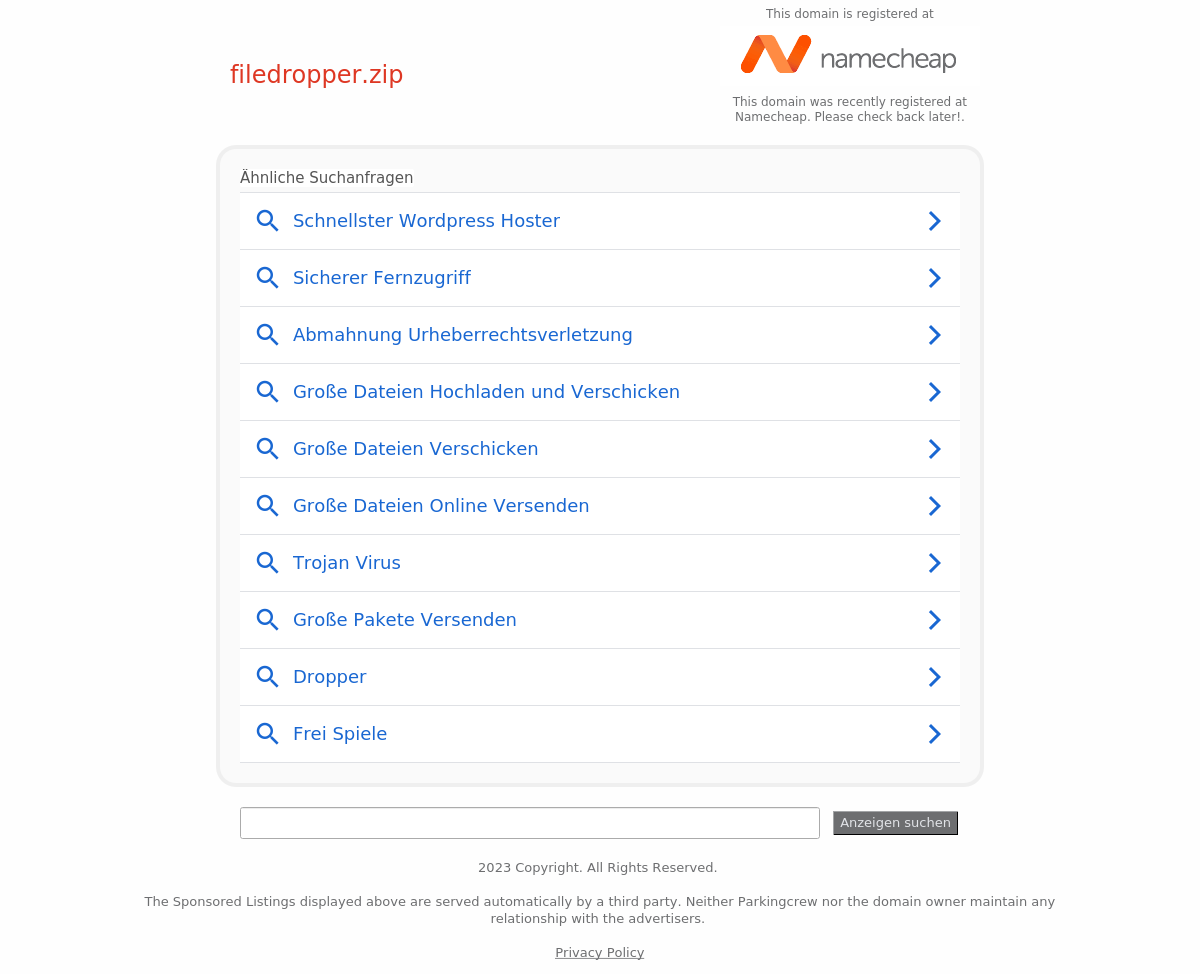 This domain is registered at
namecheap
filedropper.zip
This domain was recently registered at
Namecheap. Please check back later!.
Ähnliche Suchanfragen
Schnellster Wordpress Hoster
Sicherer Fernzugriff
Abmahnung Urheberrechtsverletzung
Große Dateien Hochladen und Verschicken
Große Dateien Verschicken
Große Dateien Online Versenden
Trojan Virus
Große Pakete Versenden
Dropper
Frei Spiele
Anzeigen suchen
2023 Copyright. All Rights Reserved.
The Sponsored Listings displayed above are served automatically by a third party. Neither Parkingcrew nor the domain owner maintain any
relationship with the advertisers.
Privacy Policy